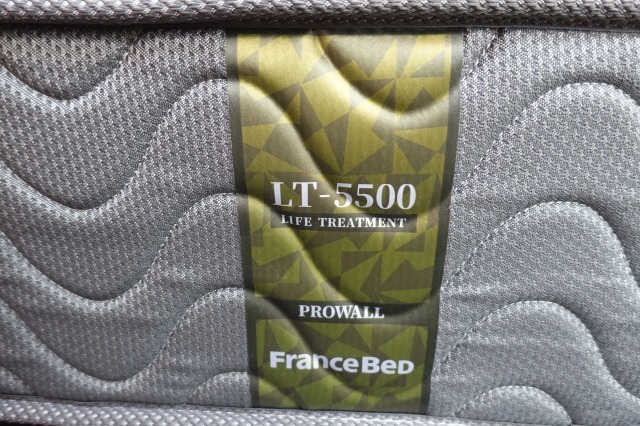 LT-5500
LIFE TREATMENT
PROWALL
FranceBeD